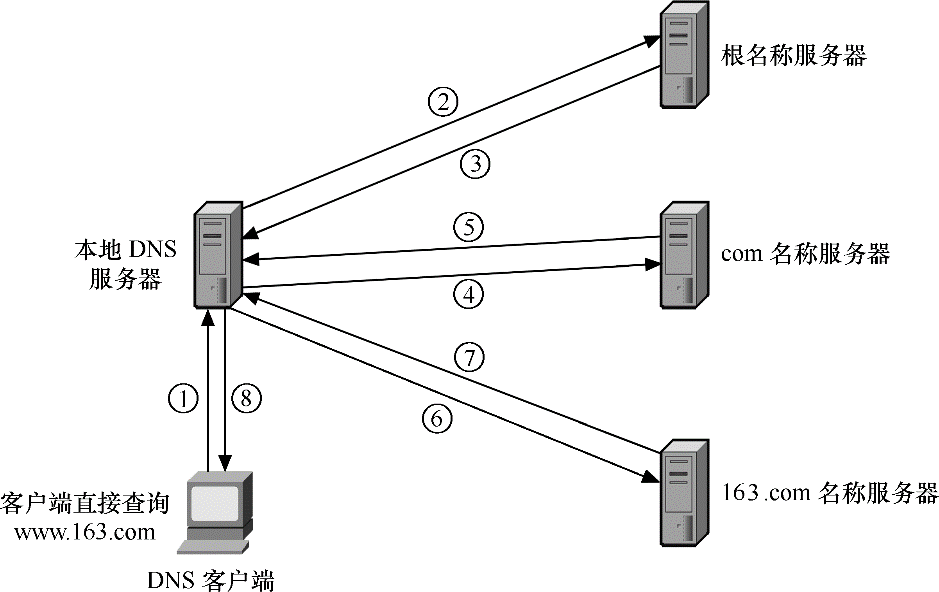 根名称服务器
②
③
本地 DNS
服务器
⑤
com 名称服务器
④
⑦
①
⑧
⑥
客户端直接查询
www.163.com
163.com 名称服务器
DNS 客户端